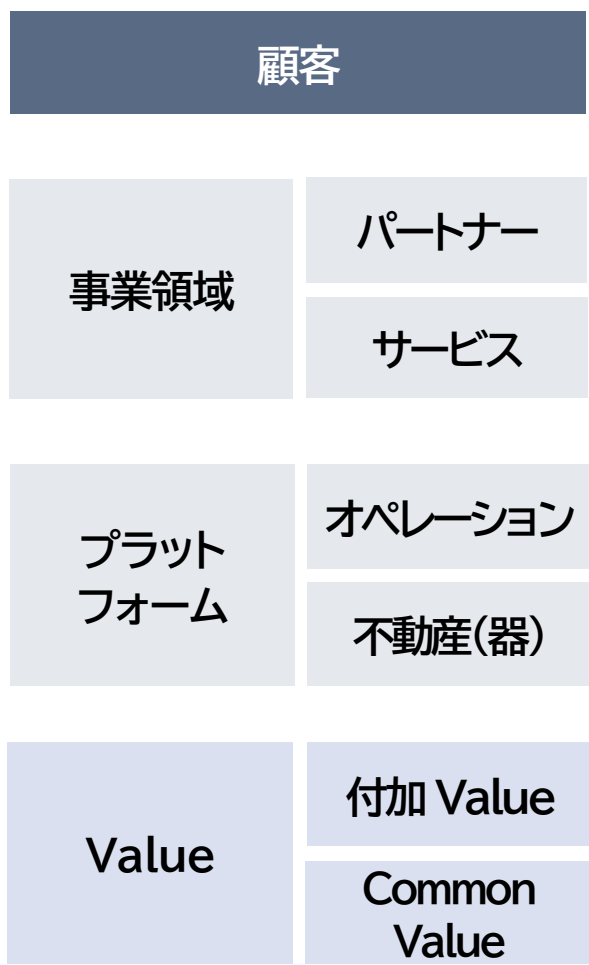 顧客
事業領域
パートナー
サービス
プラット
フォーム
オペレーション
不動産(器)
Value
付加 Value
Common
Value